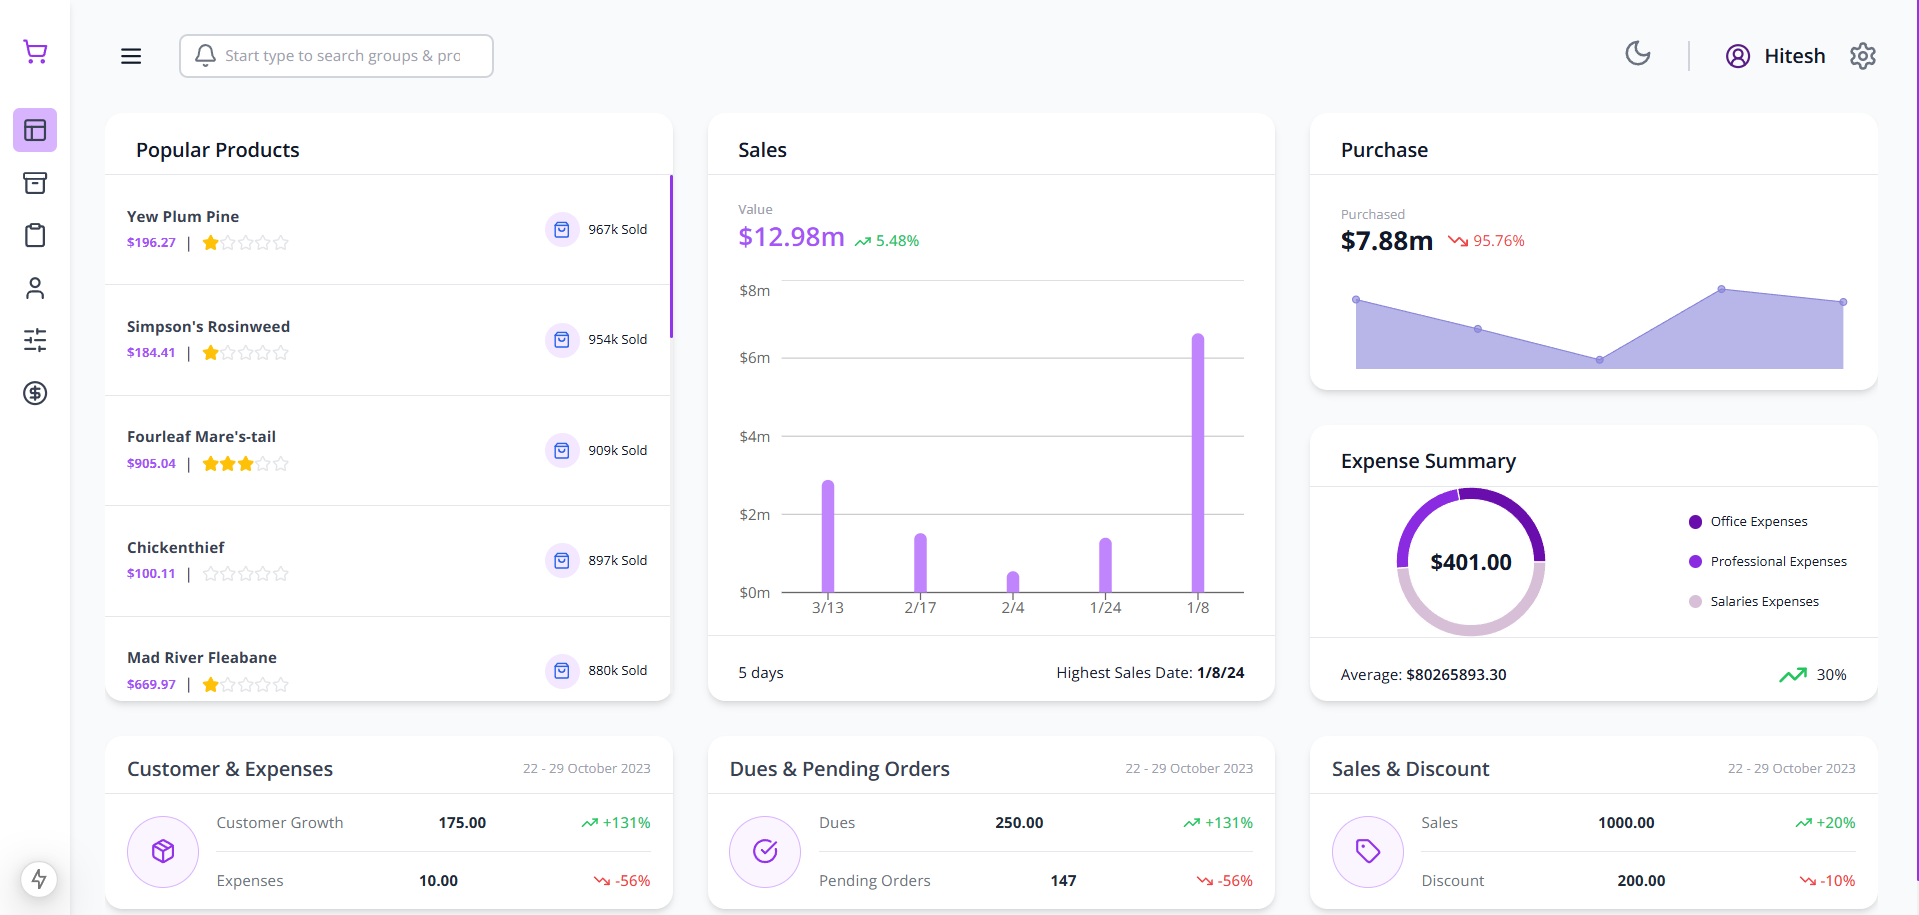 Start type to search groups & pro
Hitesh
Popular Products
Yew Plum Pine
$196.27 |
967k Sold
Simpson's Rosinweed
$184.41 |
954k Sold
Fourleaf Mare's-tail
$905.04 |
909k Sold
Chickenthief
$100.11 |
897k Sold
Mad River Fleabane
$669.97 |
880k Sold
Sales
Value
$12.98m 5.48%
$8m
$6m
$4m
$2m
$0m
3/13 2/17 2/4 1/24 1/8
5 days Highest Sales Date: 1/8/24
Purchase
Purchased
$7.88m 95.76%
Expense Summary
$401.00
Office Expenses
Professional Expenses
Salaries Expenses
Average: $80265893.30 30%
Customer & Expenses 22 - 29 October 2023
Customer Growth 175.00 +131%
Expenses 10.00 -56%
Dues & Pending Orders 22 - 29 October 2023
Dues 250.00 +131%
Pending Orders 147 -56%
Sales & Discount 22 - 29 October 2023
Sales 1000.00 +20%
Discount 200.00 -10%